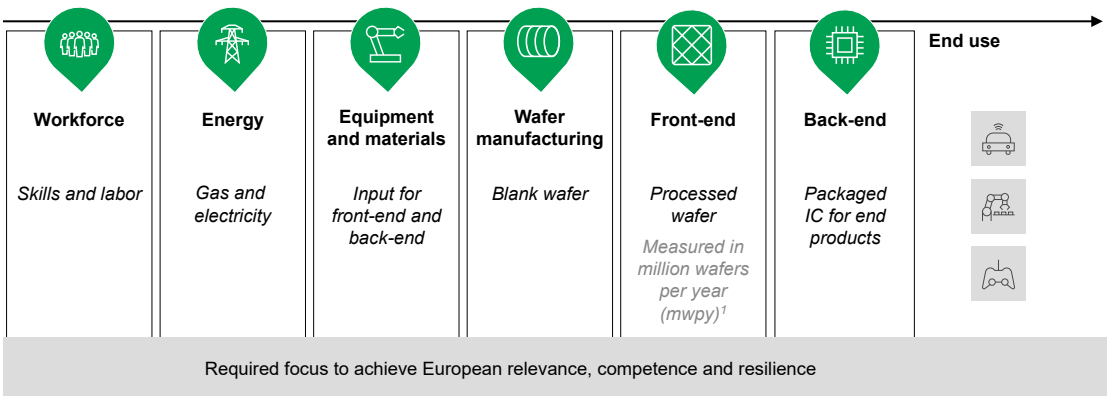 End use
Workforce
Energy
Equipment
and materials
Wafer
manufacturing
Front-end
Back-end
Skills and labor
Gas and
electricity
Input for
front-end and
back-end
Blank wafer
Processed
wafer
Measured in
million wafers
per year
(mwpy)1
Packaged
IC for end
products
Required focus to achieve European relevance, competence and resilience